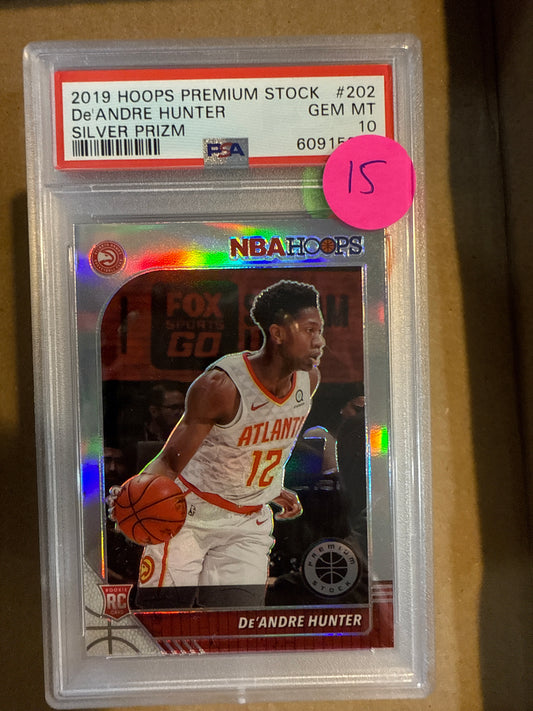 2019 HOOPS PREMIUM STOCK #202
De'ANDRE HUNTER GEM MT
SILVER PRIZM 10
PSA
15
NBA HOOPS
FOX
SPORTS
GO
ATLANTA
12
PREMIUM
STOCK
ROOKIE
RC
De'ANDRE HUNTER